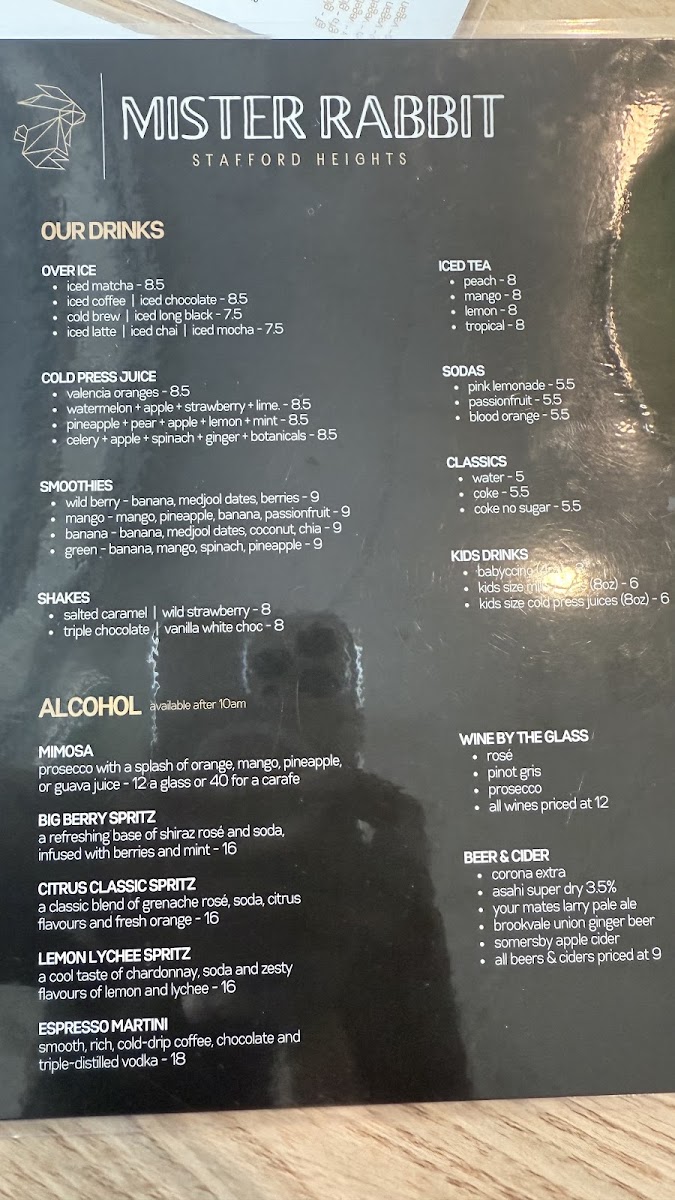 MISTER RABBIT
STAFFORD HEIGHTS
OUR DRINKS
OVER ICE
• iced matcha - 8.5
• iced coffee | iced chocolate - 8.5
• cold brew | iced long black - 7.5
• iced latte | iced chai | iced mocha - 7.5
COLD PRESS JUICE
• valencia oranges - 8.5
• watermelon + apple + strawberry + lime. - 8.5
• pineapple + pear + apple + lemon + mint - 8.5
• celery + apple + spinach + ginger + botanicals - 8.5
SMOOTHIES
• wild berry - banana, medjool dates, berries - 9
• mango - mango, pineapple, banana, passionfruit - 9
• banana - banana, medjool dates, coconut, chia - 9
• green - banana, mango, spinach, pineapple - 9
SHAKES
• salted caramel | wild strawberry - 8
• triple chocolate | vanilla white choc - 8
ICED TEA
• peach - 8
• mango - 8
• lemon - 8
• tropical - 8
SODAS
• pink lemonade - 5.5
• passionfruit - 5.5
• blood orange - 5.5
CLASSICS
• water - 5
• coke - 5.5
• coke no sugar - 5.5
KIDS DRINKS
• babyccino
• kids size (8oz) - 6
• kids size cold press juices (8oz) - 6
ALCOHOL available after 10am
MIMOSA
prosecco with a splash of orange, mango, pineapple,
or guava juice - 12 a glass or 40 for a carafe
BIG BERRY SPRITZ
a refreshing base of shiraz rosé and soda,
infused with berries and mint - 16
CITRUS CLASSIC SPRITZ
a classic blend of grenache rosé, soda, citrus
flavours and fresh orange - 16
LEMON LYCHEE SPRITZ
a cool taste of chardonnay, soda and zesty
flavours of lemon and lychee - 16
ESPRESSO MARTINI
smooth, rich, cold-drip coffee, chocolate and
triple-distilled vodka - 18
WINE BY THE GLASS
• rosé
• pinot gris
• prosecco
• all wines priced at 12
BEER & CIDER
• corona extra
• asahi super dry 3.5%
• your mates larry pale ale
• brookvale union ginger beer
• somersby apple cider
• all beers & ciders priced at 9